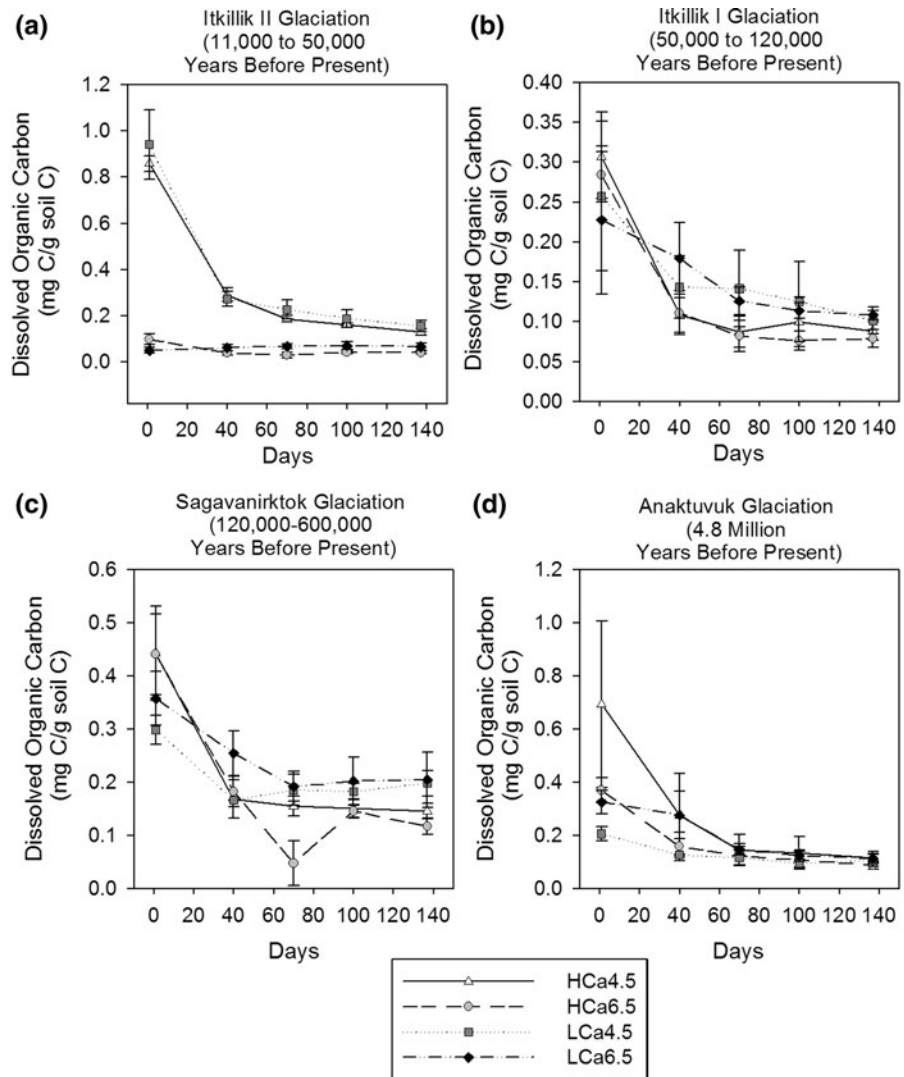 (a)
Itkillik II Glaciation
(11,000 to 50,000
Years Before Present)
Dissolved Organic Carbon
(mg C/g soil C)
1.2
1.0
0.8
0.6
0.4
0.2
0.0
0 20 40 60 80 100 120 140
Days
(b)
Itkillik I Glaciation
(50,000 to 120,000
Years Before Present)
Dissolved Organic Carbon
(mg C/g soil C)
0.40
0.35
0.30
0.25
0.20
0.15
0.10
0.05
0.00
0 20 40 60 80 100 120 140
Days
(c)
Sagavanirktok Glaciation
(120,000-600,000
Years Before Present)
Dissolved Organic Carbon
(mg C/g soil C)
0.6
0.5
0.4
0.3
0.2
0.1
0.0
0 20 40 60 80 100 120 140
Days
(d)
Anaktuvuk Glaciation
(4.8 Million
Years Before Present)
Dissolved Organic Carbon
(mg C/g soil C)
1.2
1.0
0.8
0.6
0.4
0.2
0.0
0 20 40 60 80 100 120 140
Days
HCa4.5
HCa6.5
LCa4.5
LCa6.5